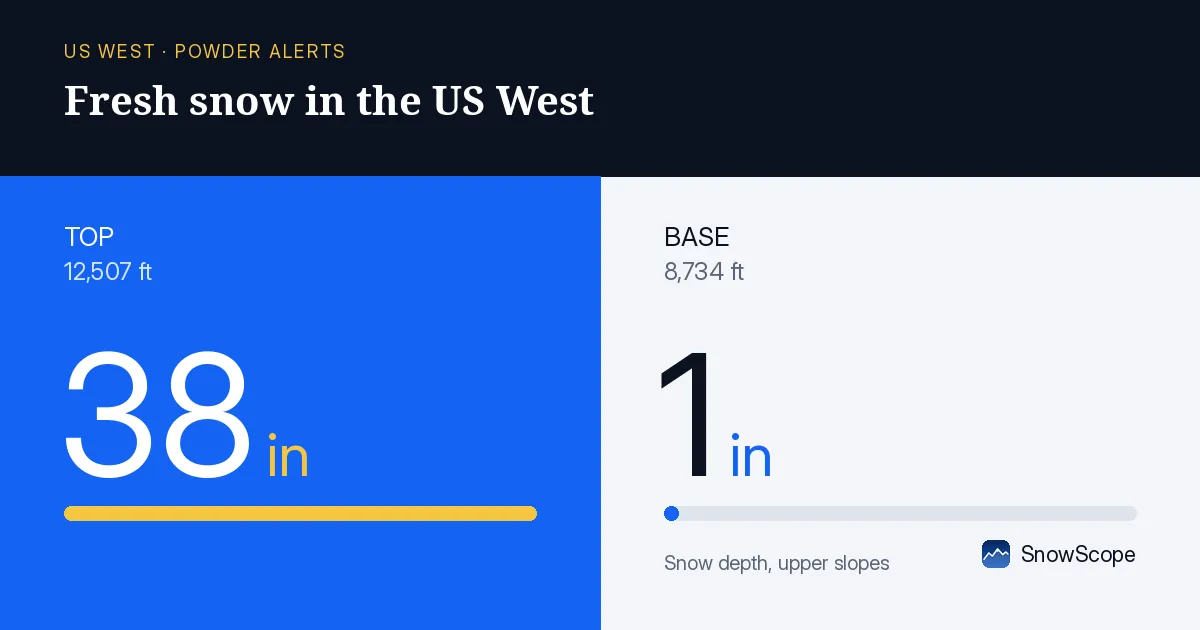 US WEST · POWDER ALERTS
Fresh snow in the US West
TOP
12,507 ft
38 in
BASE
8,734 ft
1 in
Snow depth, upper slopes
SnowScope